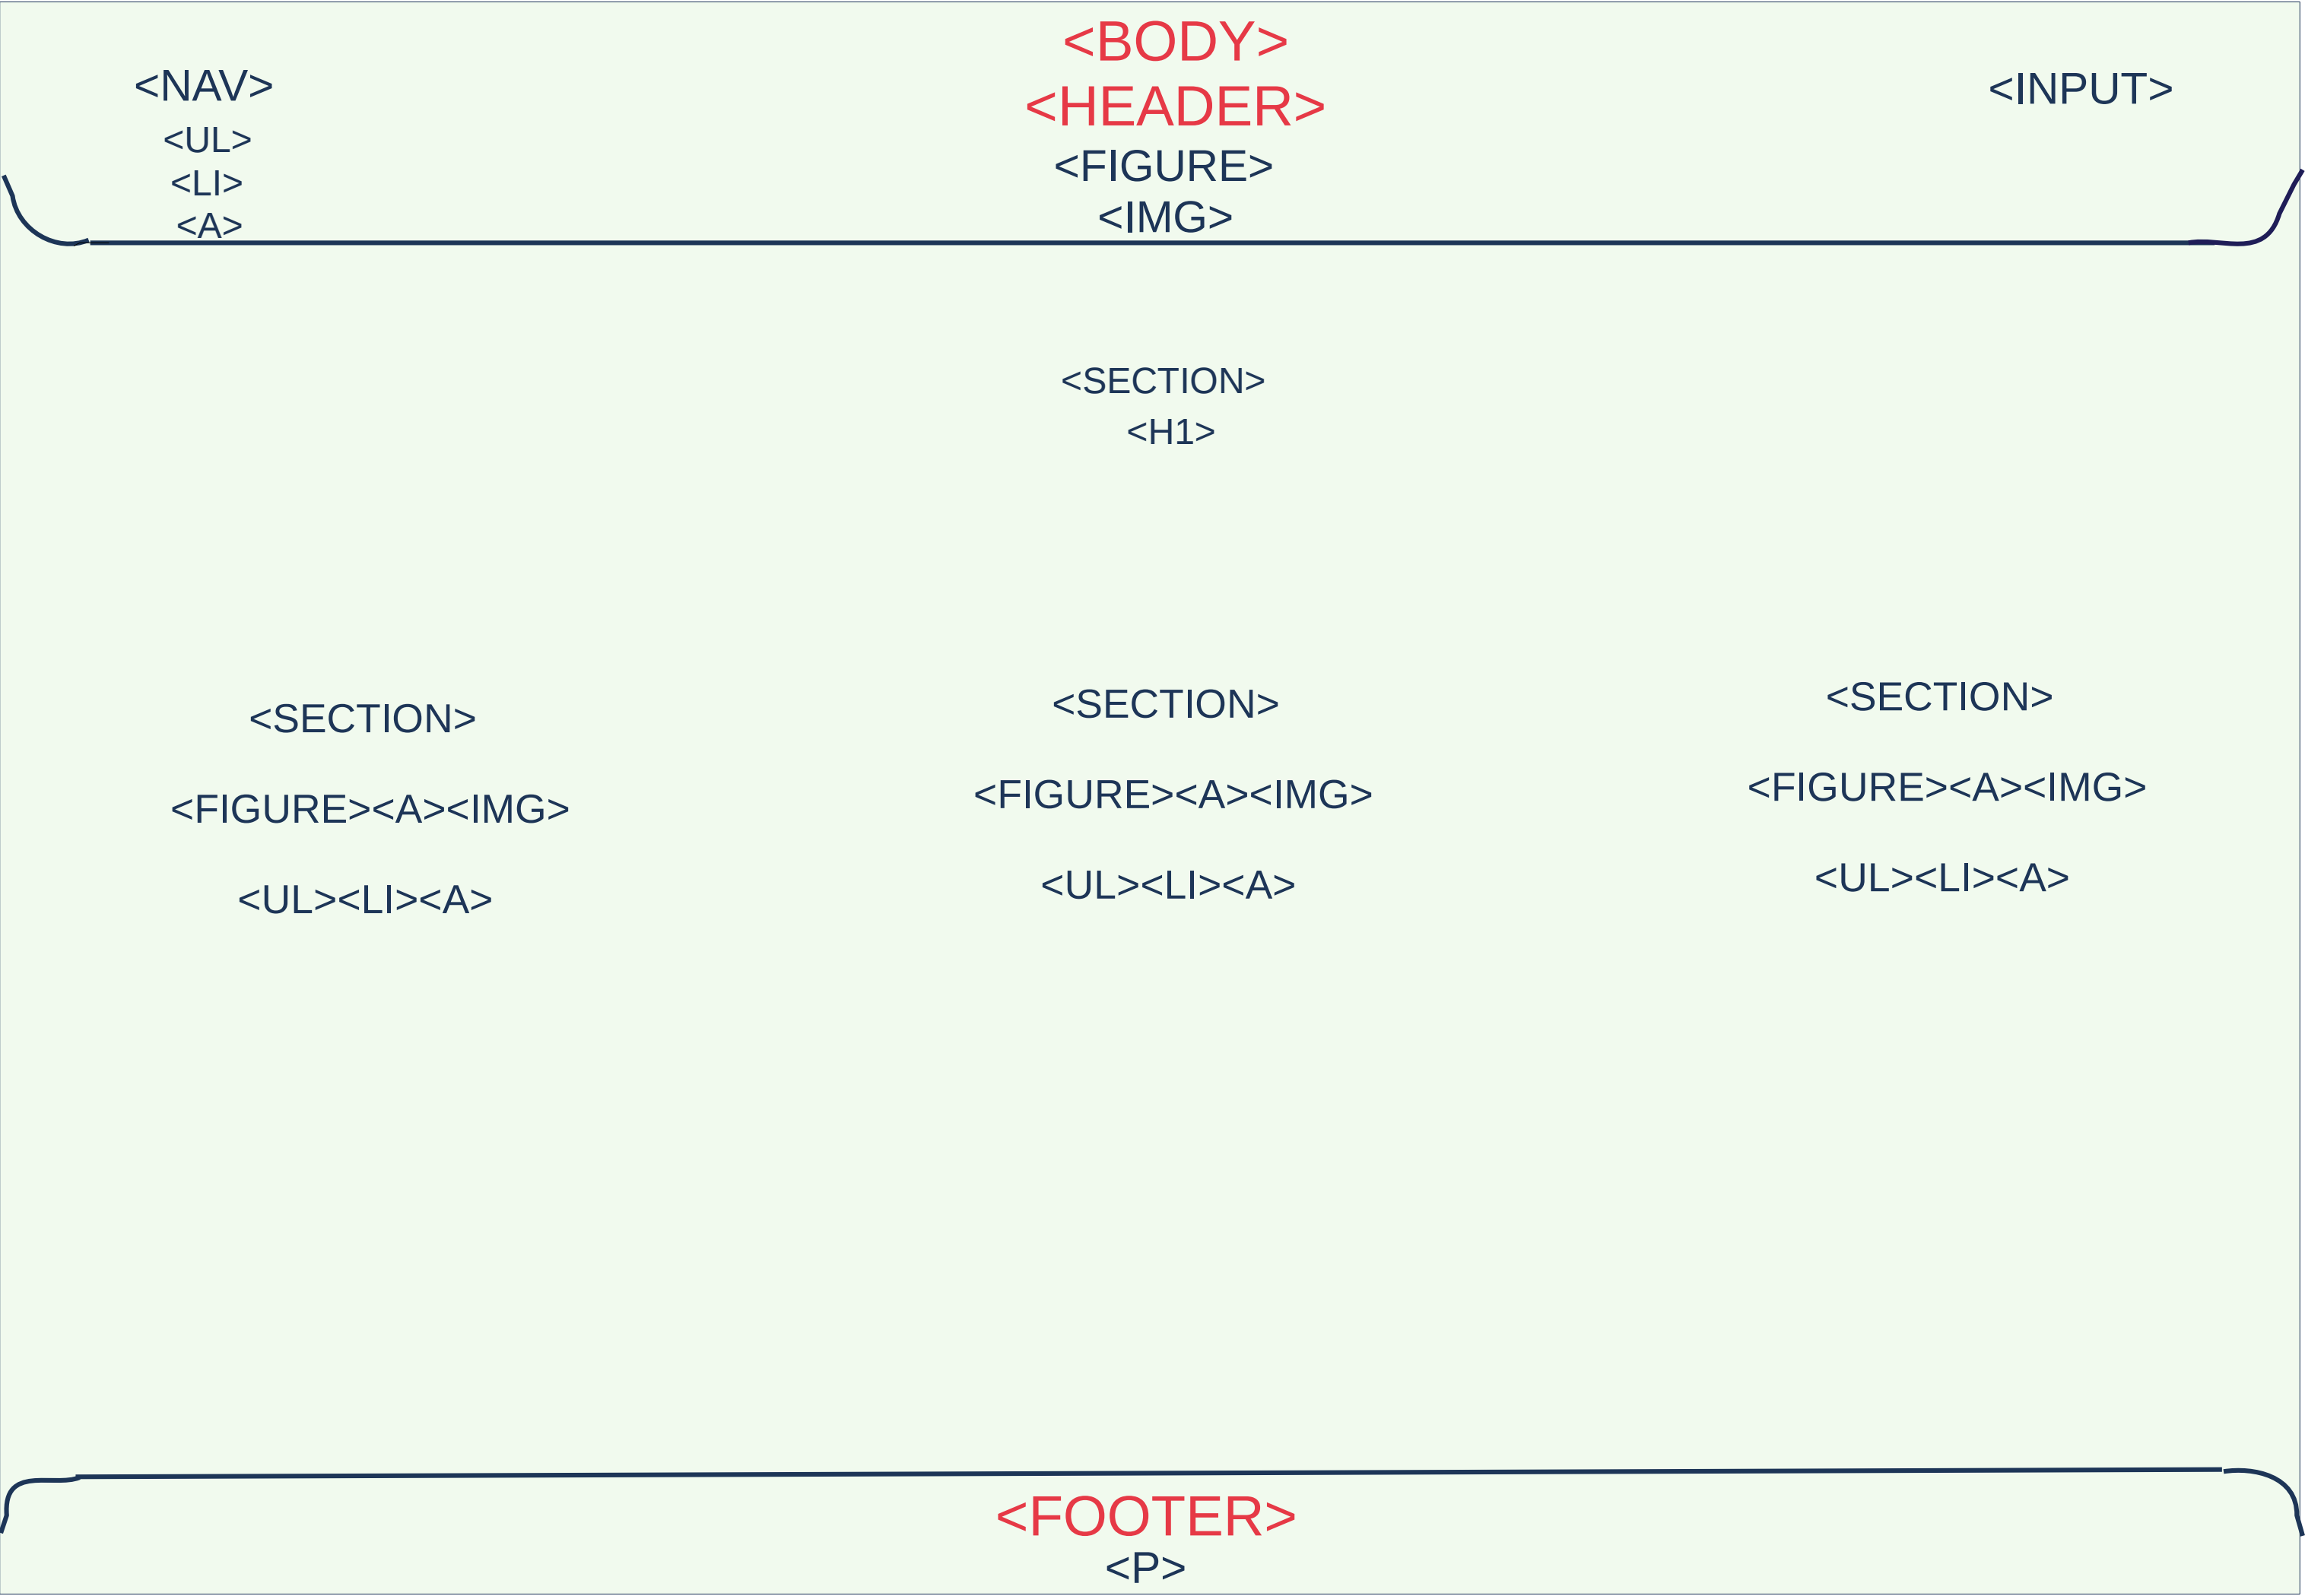 <BODY>
<HEADER>
<NAV>
<UL>
<LI>
<A>
<FIGURE>
<IMG>
<INPUT>
<SECTION>
<H1>
<SECTION>
<FIGURE><A><IMG>
<UL><LI><A>
<SECTION>
<FIGURE><A><IMG>
<UL><LI><A>
<SECTION>
<FIGURE><A><IMG>
<UL><LI><A>
<FOOTER>
<P>